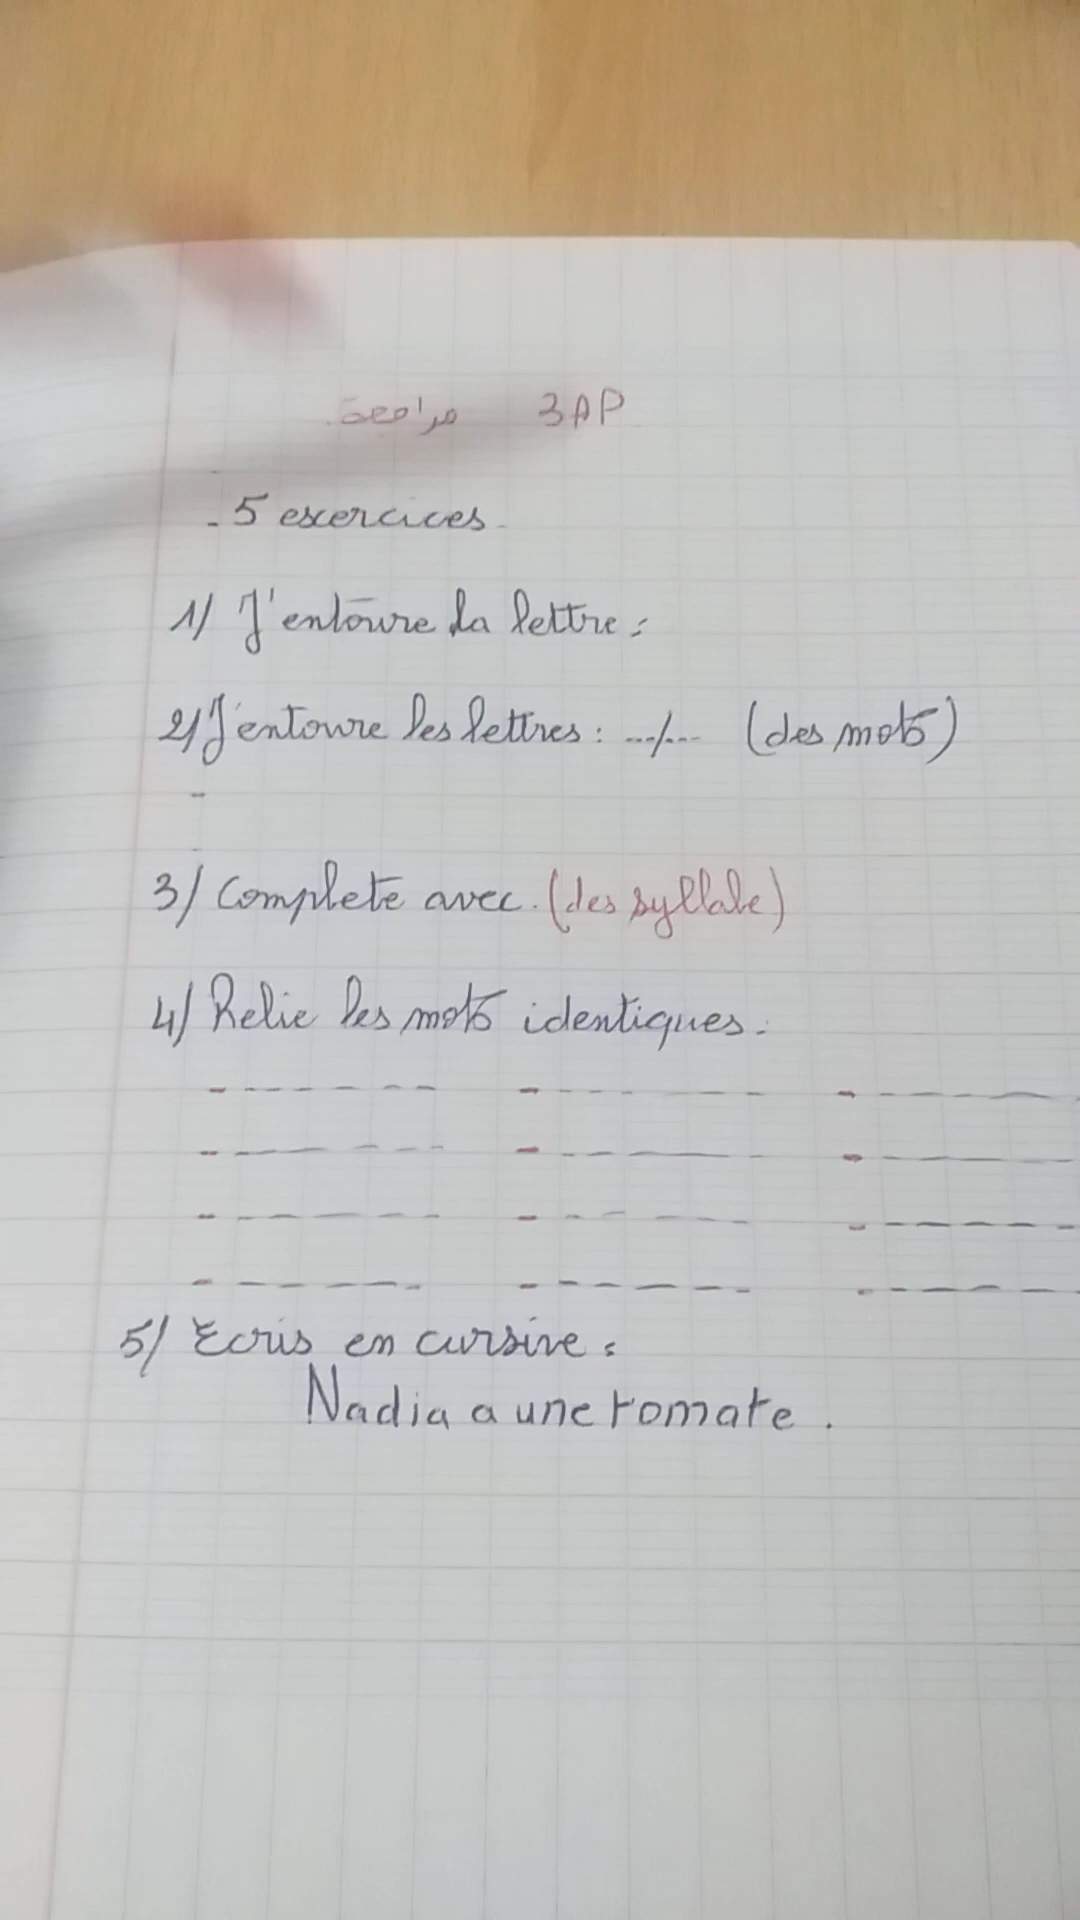 مراجعة 3AP
- 5 exercices.
1/ J'entoure la lettre:
2/ J'entoure les lettres: .../... (des mots)
3/ Complete avec. (des syllabe)
4/ Relie les mots identiques.
5/ Ecris en cursive:
Nadia a une tomate.